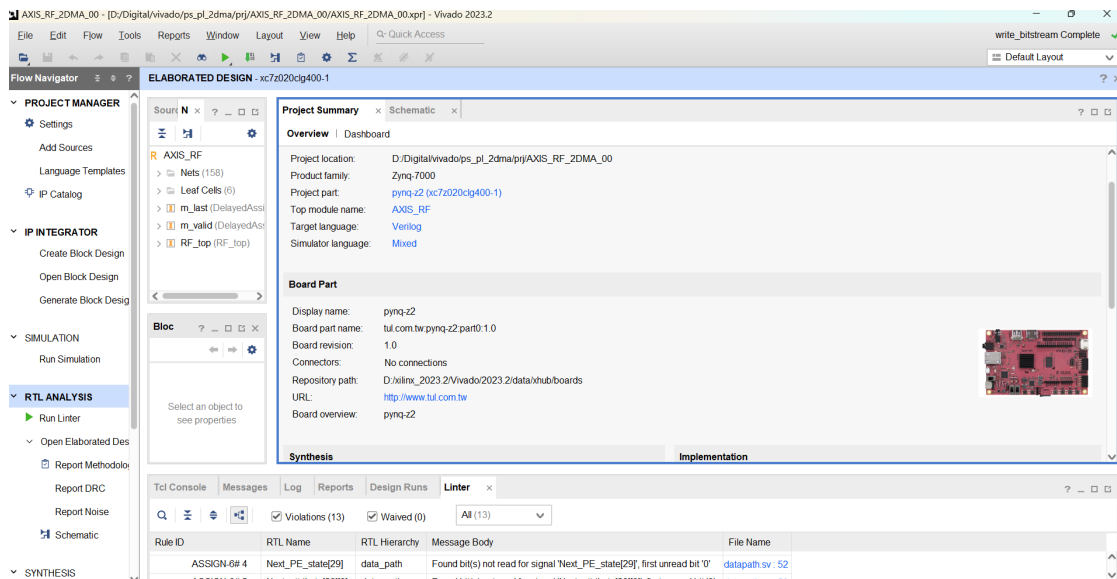 AXIS_RF_2DMA_00 - [D:/Digital/vivado/ps_pl_2dma/prj/AXIS_RF_2DMA_00/AXIS_RF_2DMA_00.xpr] - Vivado 2023.2
File Edit Flow Tools Reports Window Layout View Help Q- Quick Access
write_bitstream Complete
Default Layout
Flow Navigator
ELABORATED DESIGN - xc7z020clg400-1
PROJECT MANAGER
Settings
Add Sources
Language Templates
IP Catalog
IP INTEGRATOR
Create Block Design
Open Block Design
Generate Block Desig
SIMULATION
Run Simulation
RTL ANALYSIS
Run Linter
Open Elaborated Des
Report Methodolo
Report DRC
Report Noise
Schematic
SYNTHESIS
Sourc N
R AXIS_RF
Nets (158)
Leaf Cells (6)
m_last (DelayedAssi
m_valid (DelayedAss
RF_top (RF_top)
Bloc
Select an object to
see properties
Project Summary Schematic
Overview | Dashboard
Project location: D:/Digital/vivado/ps_pl_2dma/prj/AXIS_RF_2DMA_00
Product family: Zynq-7000
Project part: pynq-z2 (xc7z020clg400-1)
Top module name: AXIS_RF
Target language: Verilog
Simulator language: Mixed
Board Part
Display name: pynq-z2
Board part name: tul.com.tw:pynq-z2:part0:1.0
Board revision: 1.0
Connectors: No connections
Repository path: D:/xilinx_2023.2/Vivado/2023.2/data/xhub/boards
URL: http://www.tul.com.tw
Board overview: pynq-z2
Synthesis Implementation
Tcl Console Messages Log Reports Design Runs Linter
Violations (13) Waived (0) All (13)
Rule ID RTL Name RTL Hierarchy Message Body File Name
ASSIGN-6# 4 Next_PE_state[29] data_path Found bit(s) not read for signal 'Next_PE_state[29]', first unread bit '0' datapath.sv : 52